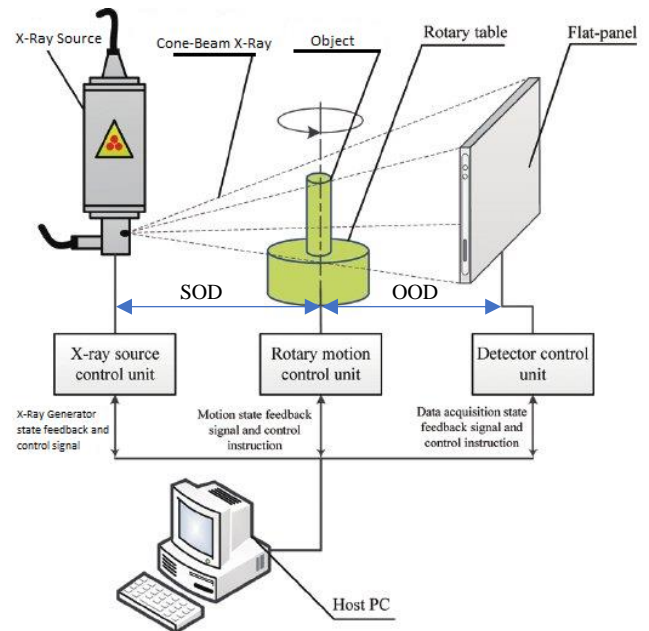 X-Ray Source
Cone-Beam X-Ray
Object
Rotary table
Flat-panel
SOD
OOD
X-ray source
control unit
Rotary motion
control unit
Detector control
unit
X-Ray Generator
state feedback and
control signal
Motion state feedback
signal and control
instruction
Data acquisition state
feedback signal and
control instruction
Host PC